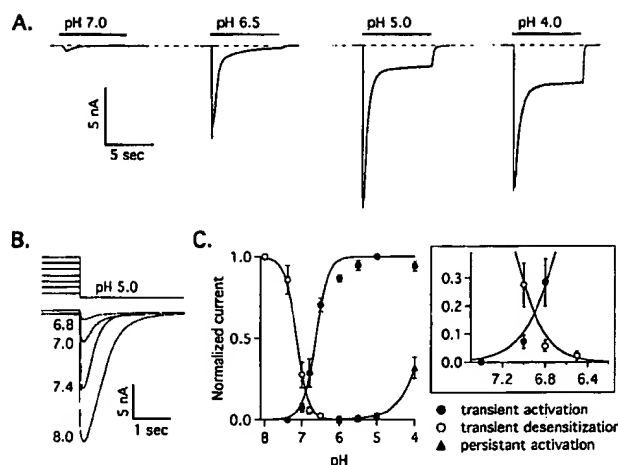 A.
pH 7.0
pH 6.5
pH 5.0
pH 4.0
5 nA
5 sec
B.
pH 5.0
6.8
7.0
7.4
8.0
5 nA
1 sec
C.
Normalized current
1.0
0.5
0.0
8 7 6 5 4
pH
0.3
0.2
0.1
0.0
7.2 6.8 6.4
transient activation
transient desensitization
persistant activation